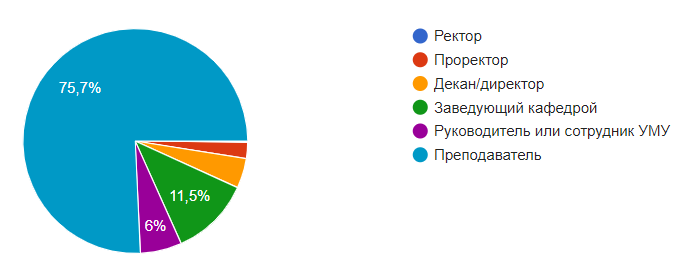 75,7%
11,5%
6%
Ректор
Проректор
Декан/директор
Заведующий кафедрой
Руководитель или сотрудник УМУ
Преподаватель